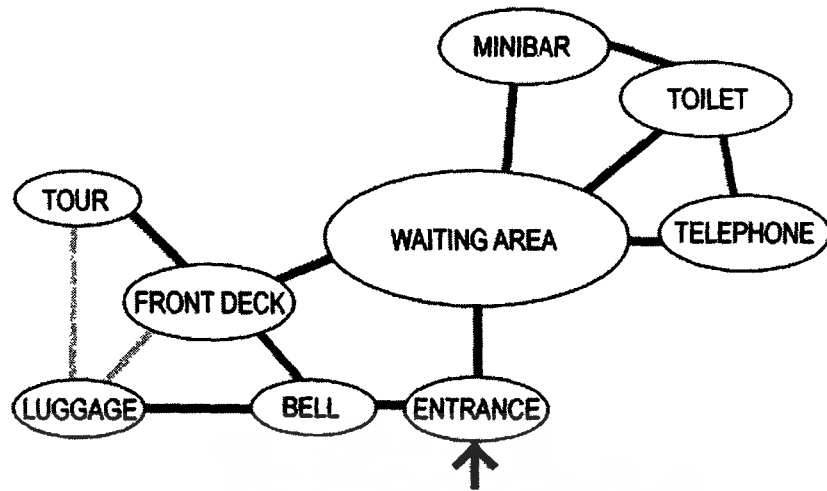 MINIBAR
TOILET
TOUR
WAITING AREA
TELEPHONE
FRONT DECK
LUGGAGE
BELL
ENTRANCE